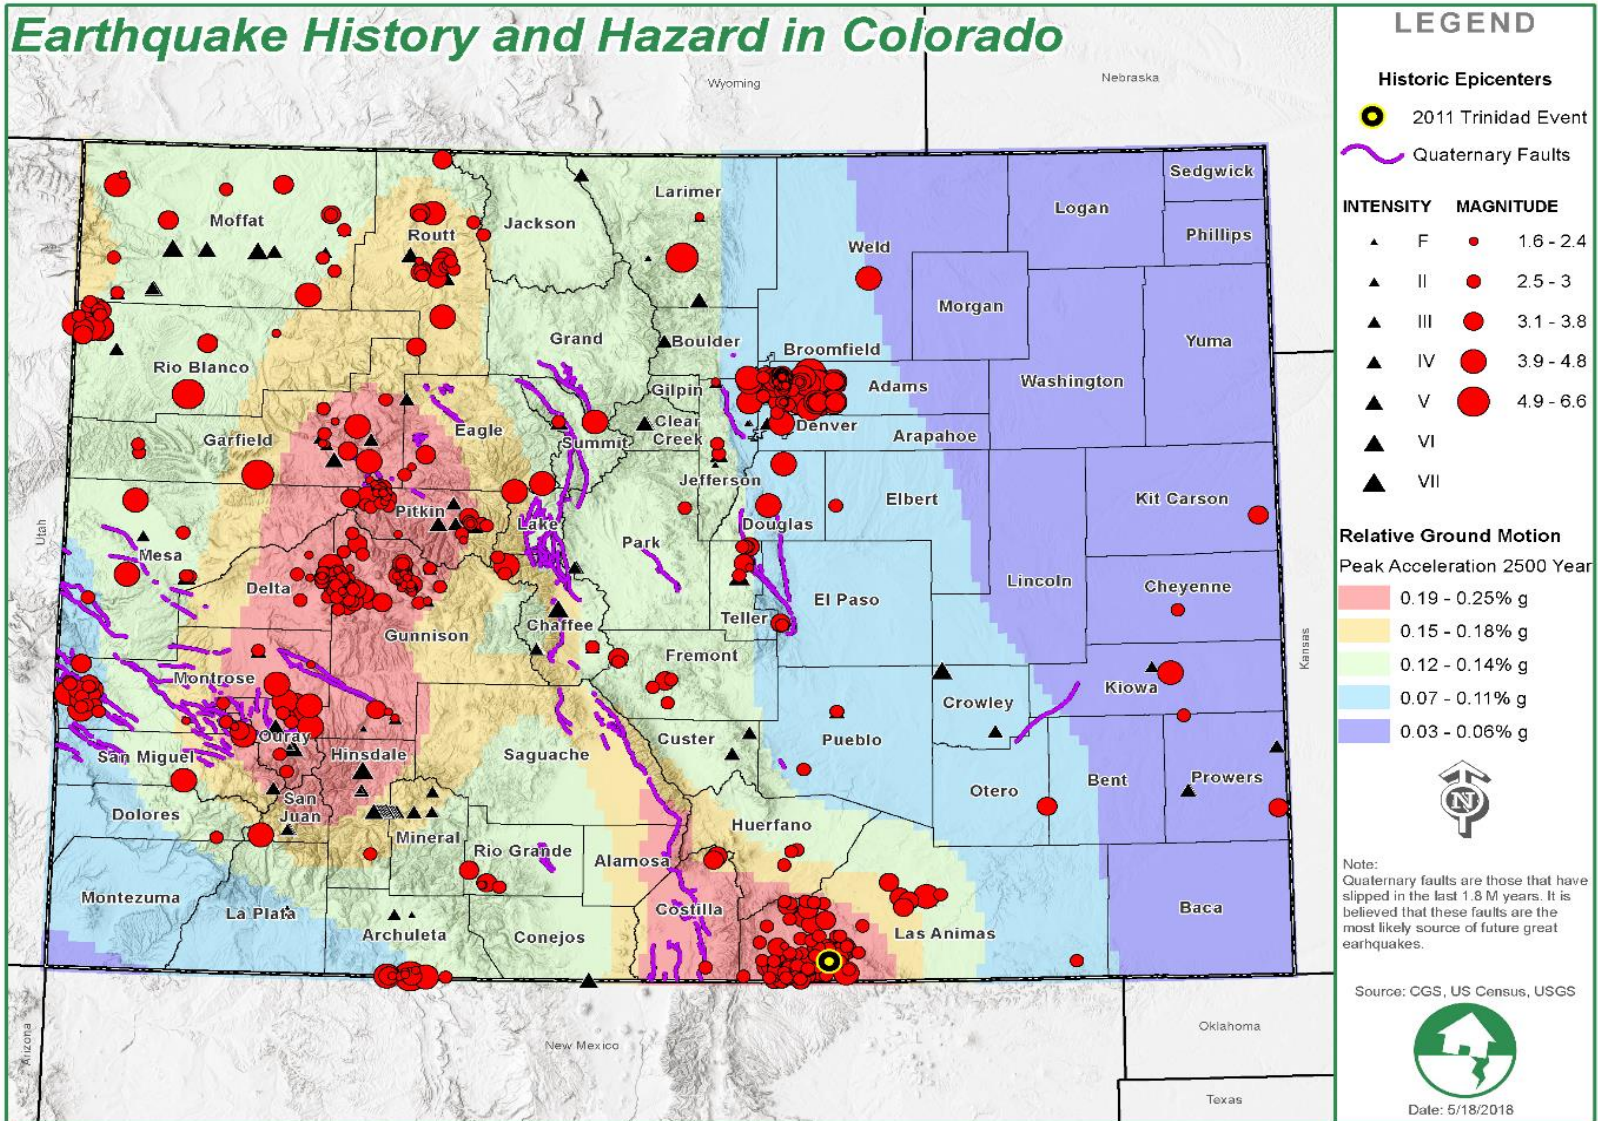 Earthquake History and Hazard in Colorado
Wyoming
Nebraska
Utah
Kansas
Arizona
New Mexico
Oklahoma
Texas
Moffat
Routt
Jackson
Larimer
Weld
Logan
Sedgwick
Phillips
Morgan
Grand
Boulder
Broomfield
Rio Blanco
Gilpin
Adams
Washington
Yuma
Garfield
Eagle
Summit
Clear
Creek
Denver
Arapahoe
Jefferson
Pitkin
Lake
Park
Douglas
Elbert
Kit Carson
Mesa
Delta
Gunnison
Chaffee
Teller
El Paso
Lincoln
Cheyenne
Montrose
Fremont
Crowley
Kiowa
Ouray
Hinsdale
Saguache
Custer
Pueblo
San Miguel
Dolores
San
Juan
Mineral
Rio Grande
Alamosa
Huerfano
Otero
Bent
Prowers
Montezuma
La Plata
Archuleta
Conejos
Costilla
Las Animas
Baca
LEGEND
Historic Epicenters
2011 Trinidad Event
Quaternary Faults
INTENSITY MAGNITUDE
F 1.6 - 2.4
II 2.5 - 3
III 3.1 - 3.8
IV 3.9 - 4.8
V 4.9 - 6.6
VI
VII
Relative Ground Motion
Peak Acceleration 2500 Year
0.19 - 0.25% g
0.15 - 0.18% g
0.12 - 0.14% g
0.07 - 0.11% g
0.03 - 0.06% g
N
Note:
Quaternary faults are those that have
slipped in the last 1.8 M years. It is
believed that these faults are the
most likely source of future great
earthquakes.
Source: CGS, US Census, USGS
Date: 5/18/2018